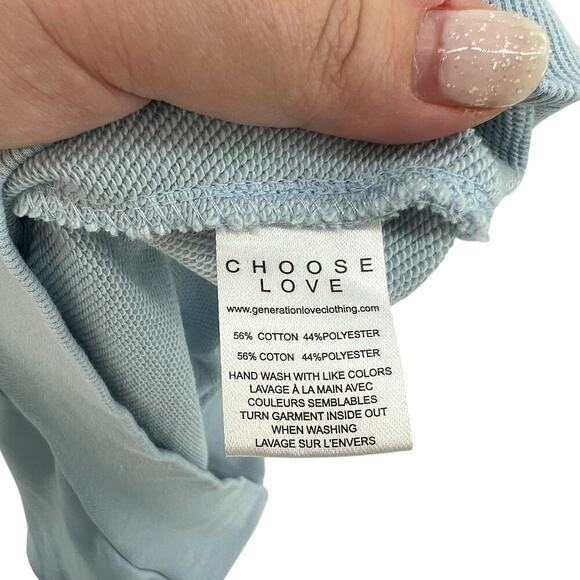 CHOOSE
LOVE
www.generationloveclothing.com
56% COTTON 44%POLYESTER
56% COTON 44%POLYESTER
HAND WASH WITH LIKE COLORS
LAVAGE À LA MAIN AVEC
COULEURS SEMBLABLES
TURN GARMENT INSIDE OUT
WHEN WASHING
LAVAGE SUR L'ENVERS